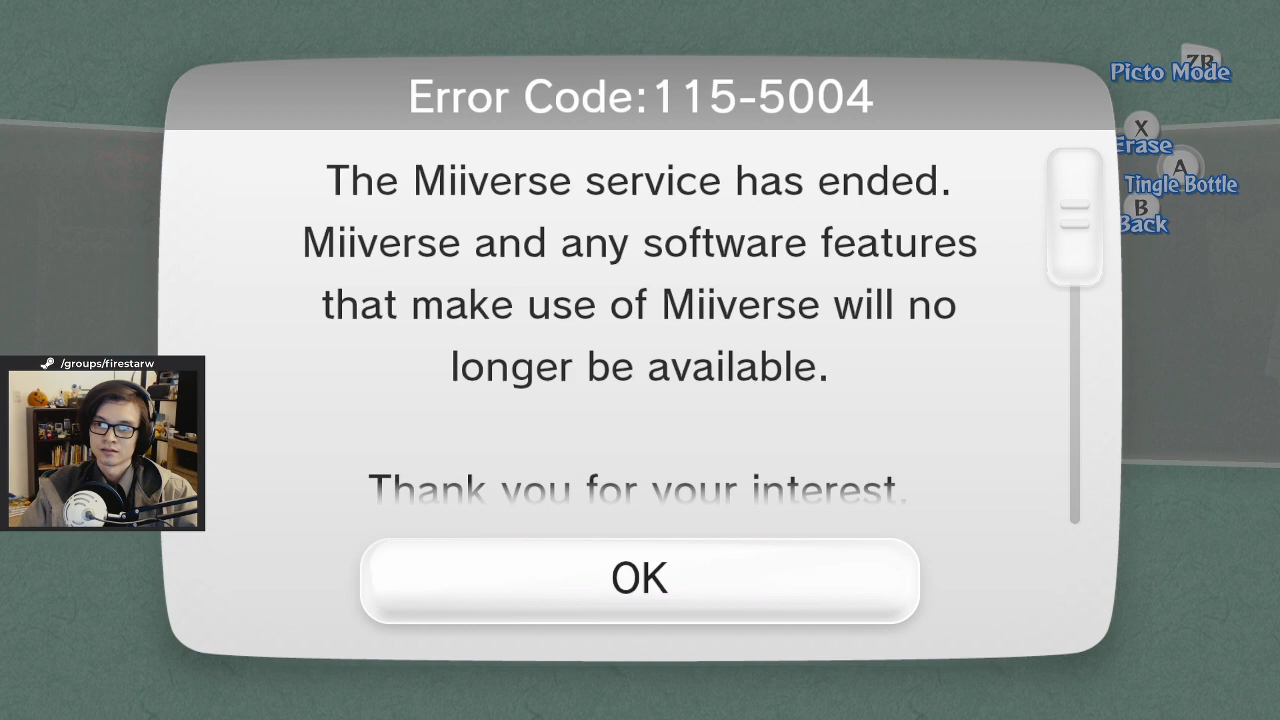 Error Code:115-5004
The Miiverse service has ended.
Miiverse and any software features
that make use of Miiverse will no
longer be available.
Thank you for your interest.
OK
ZR
Picto Mode
X
Erase
A
Tingle Bottle
B
Back
/groups/firestarw